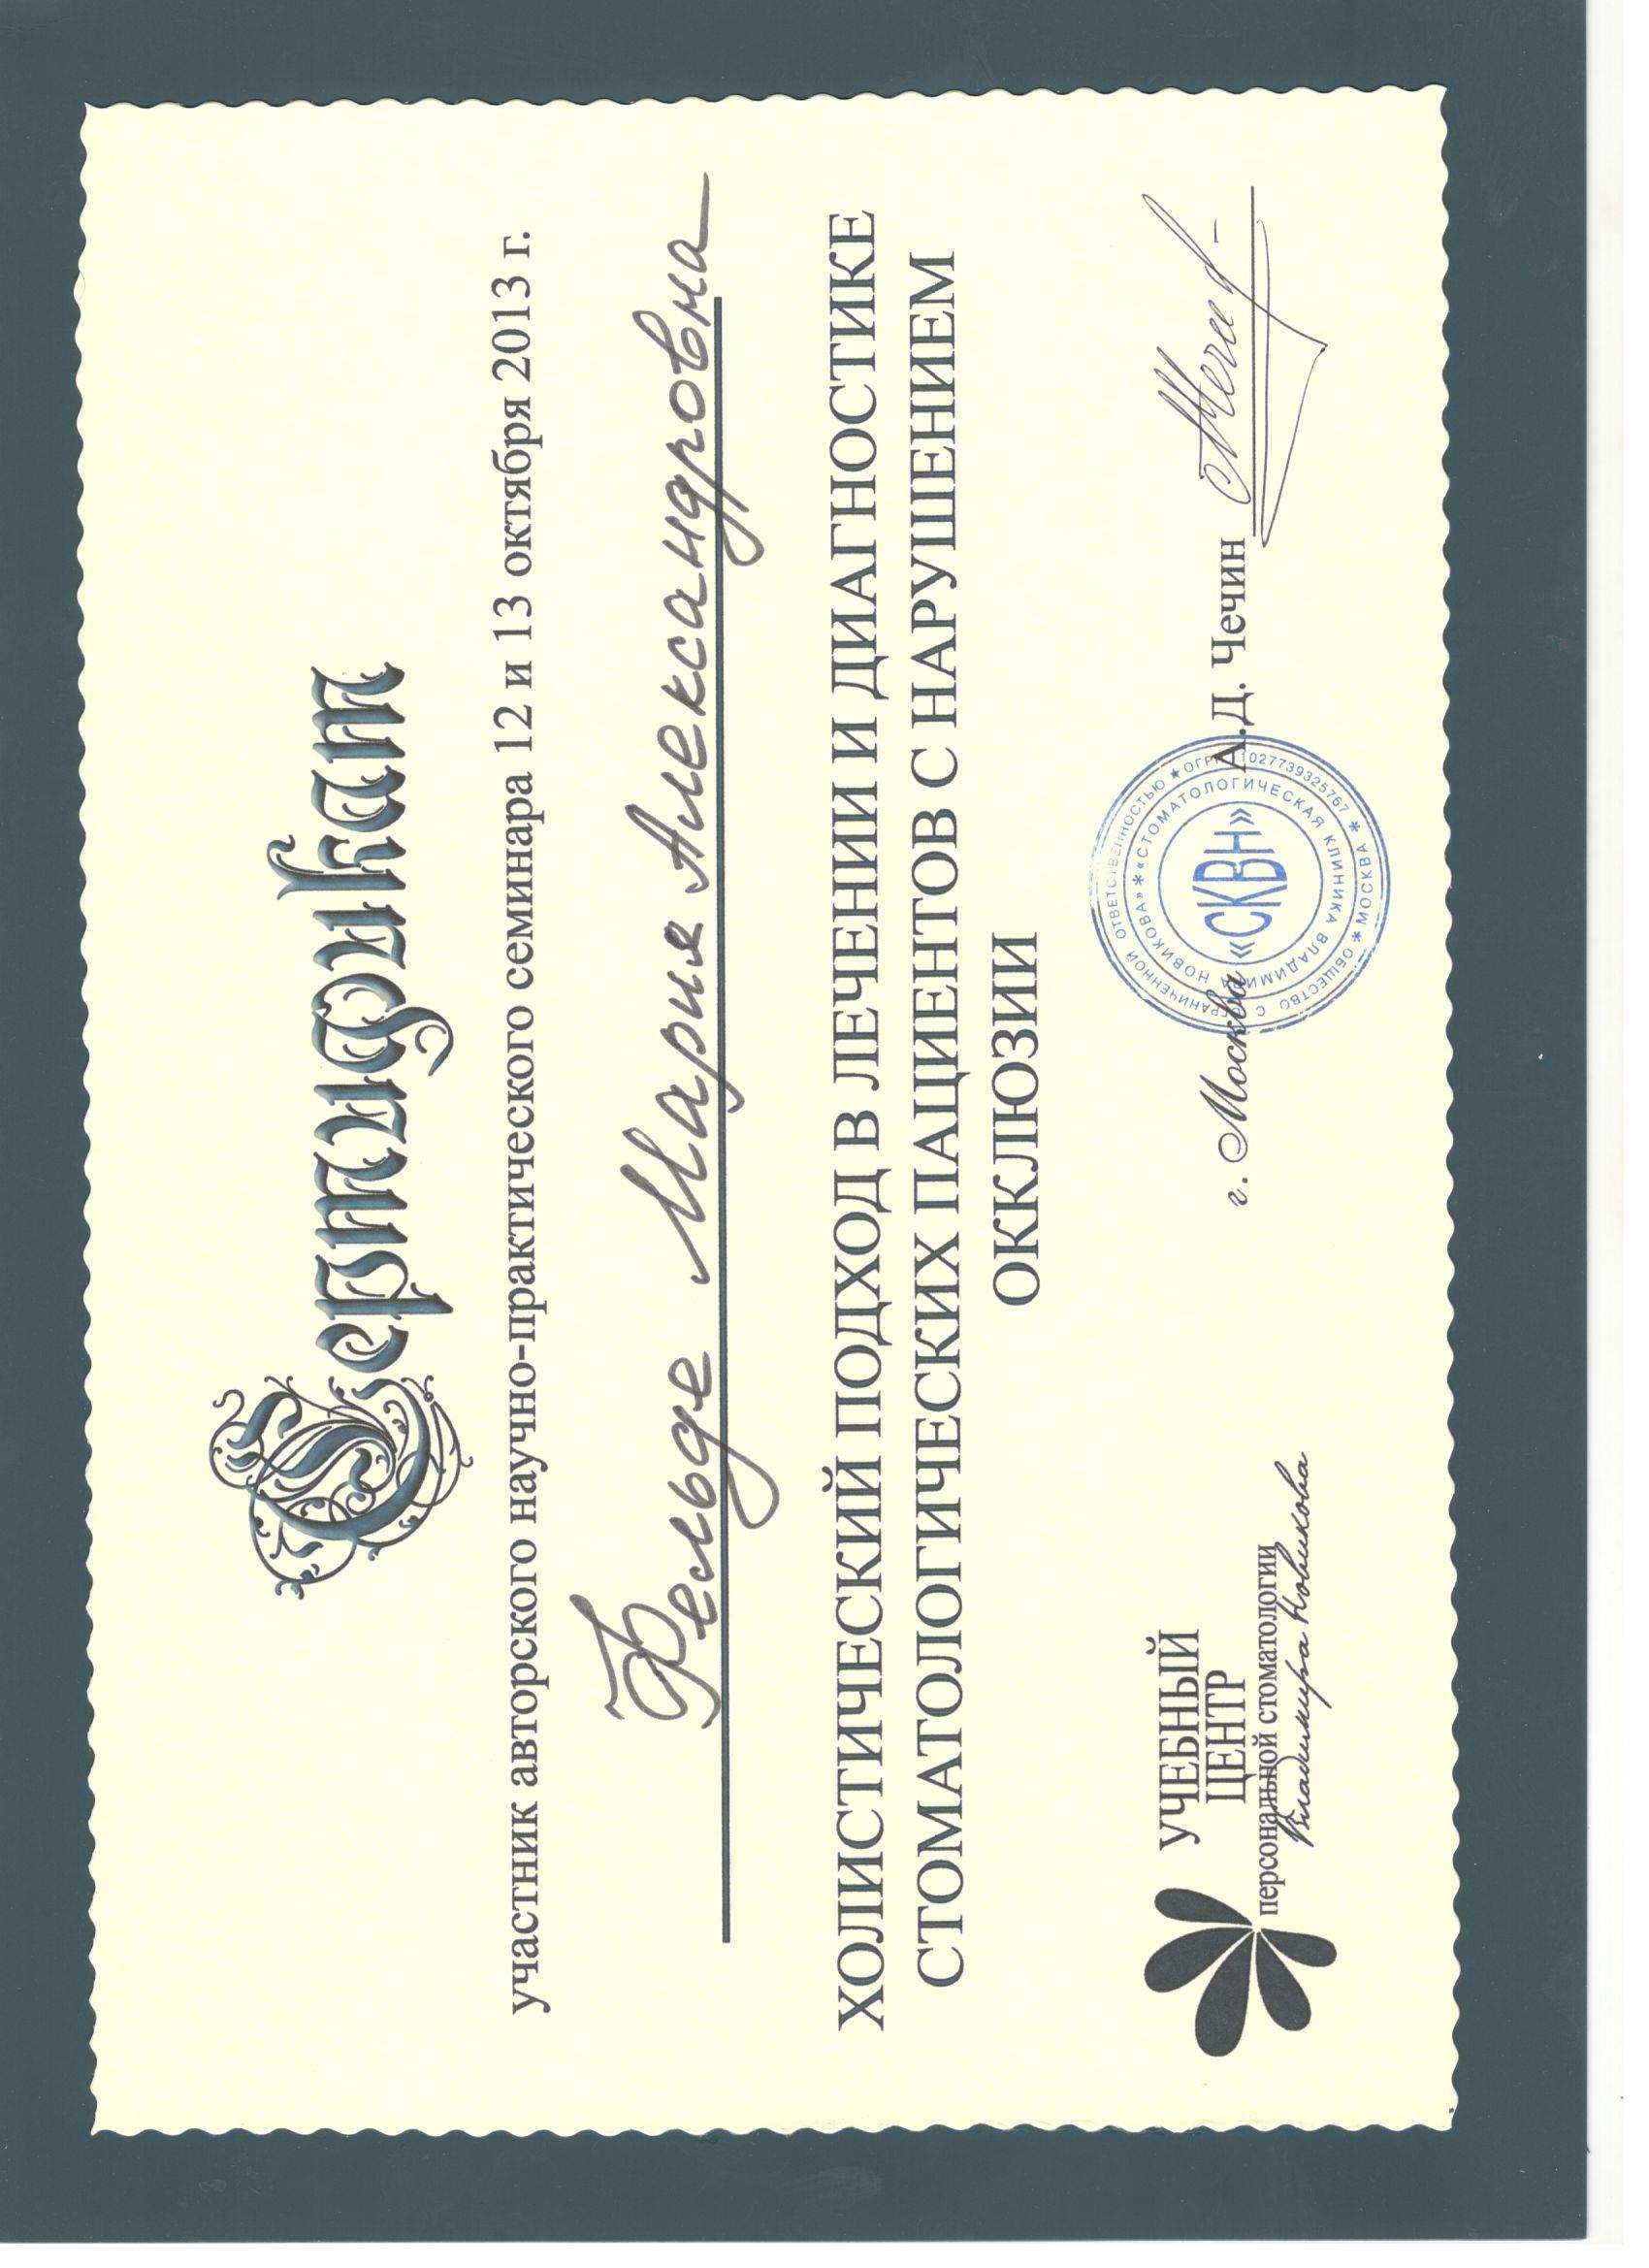 Сертификат
участник авторского научно-практического семинара 12 и 13 октября 2013 г.
Фельде Мария Александровна
ХОЛИСТИЧЕСКИЙ ПОДХОД В ЛЕЧЕНИИ И ДИАГНОСТИКЕ
СТОМАТОЛОГИЧЕСКИХ ПАЦИЕНТОВ С НАРУШЕНИЕМ
ОККЛЮЗИИ
УЧЕБНЫЙ
ЦЕНТР
персональной стоматологии
Владимира Новикова
г. Москва
А.Д. Чечин
ОБЩЕСТВО С ОГРАНИЧЕННОЙ ОТВЕТСТВЕННОСТЬЮ ★ ОГРН 1027739325767 * МОСКВА *
«СТОМАТОЛОГИЧЕСКАЯ КЛИНИКА ВЛАДИМИРА НОВИКОВА» *
«СКВН»